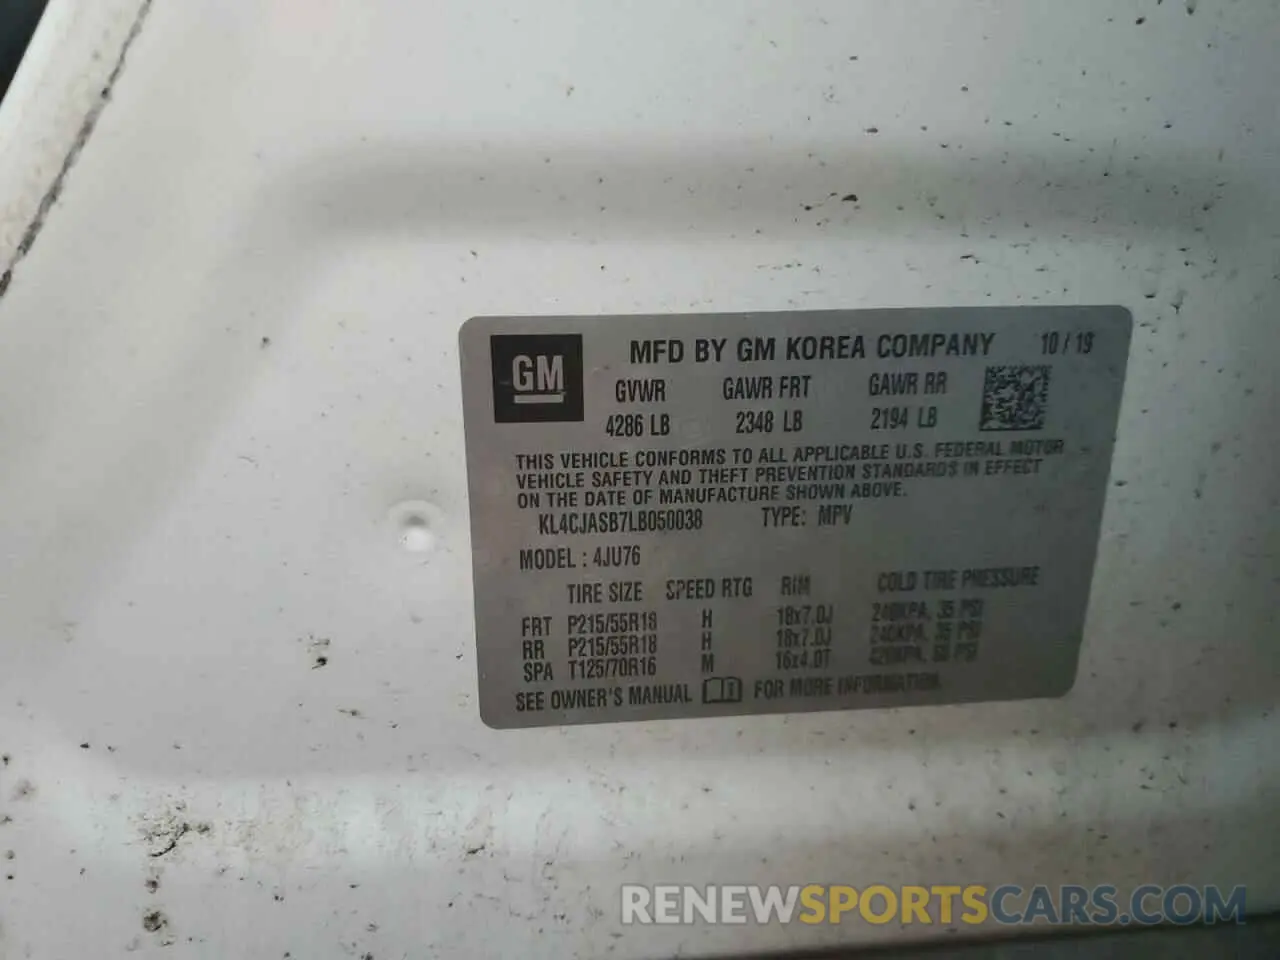 GM
MFD BY GM KOREA COMPANY 10 / 19
GVWR GAWR FRT GAWR RR
4286 LB 2348 LB 2194 LB
THIS VEHICLE CONFORMS TO ALL APPLICABLE U.S. FEDERAL MOTOR
VEHICLE SAFETY AND THEFT PREVENTION STANDARDS IN EFFECT
ON THE DATE OF MANUFACTURE SHOWN ABOVE.
KL4CJASB7LB050038 TYPE: MPV
MODEL : 4JU76
TIRE SIZE SPEED RTG RIM COLD TIRE PRESSURE
FRT P215/55R18 H 18x7.0J 240KPA, 35 PSI
RR P215/55R18 H 18x7.0J 240KPA, 35 PSI
SPA T125/70R16 M 16x4.0T 420KPA, 60 PSI
SEE OWNER'S MANUAL FOR MORE INFORMATION.
RENEWSPORTSCARS.COM